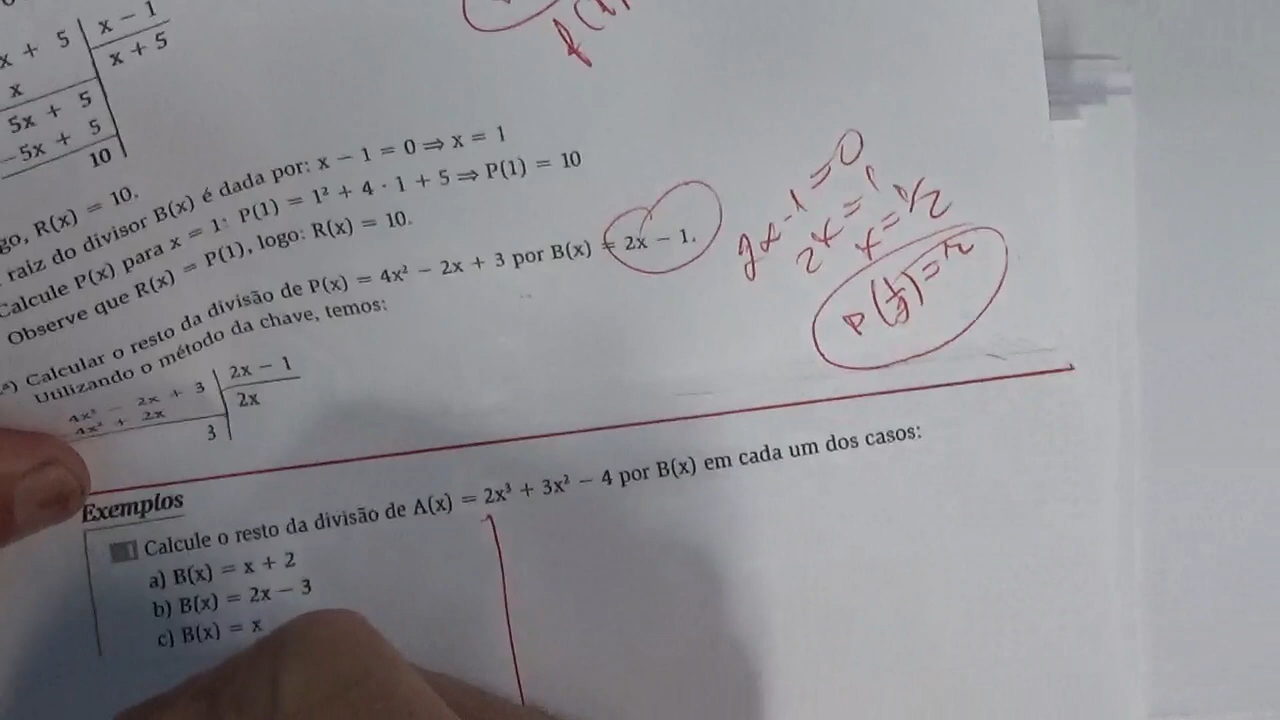 x + 5 | x − 1
x
x + 5
5x + 5
−5x + 5
10
go, R(x) = 10.
raiz do divisor B(x) é dada por: x − 1 = 0 ⇒ x = 1
Calcule P(x) para x = 1: P(1) = 1² + 4 · 1 + 5 ⇒ P(1) = 10
Observe que R(x) = P(1), logo: R(x) = 10.
ª) Calcular o resto da divisão de P(x) = 4x² − 2x + 3 por B(x) = 2x − 1.
Utilizando o método da chave, temos:
4x² − 2x + 3 | 2x − 1
4x² + 2x
2x
3
2x − 1 = 0
2x = 1
x = 1/2
Exemplos
1 Calcule o resto da divisão de A(x) = 2x³ + 3x² − 4 por B(x) em cada um dos casos:
a) B(x) = x + 2
b) B(x) = 2x − 3
c) B(x) = x